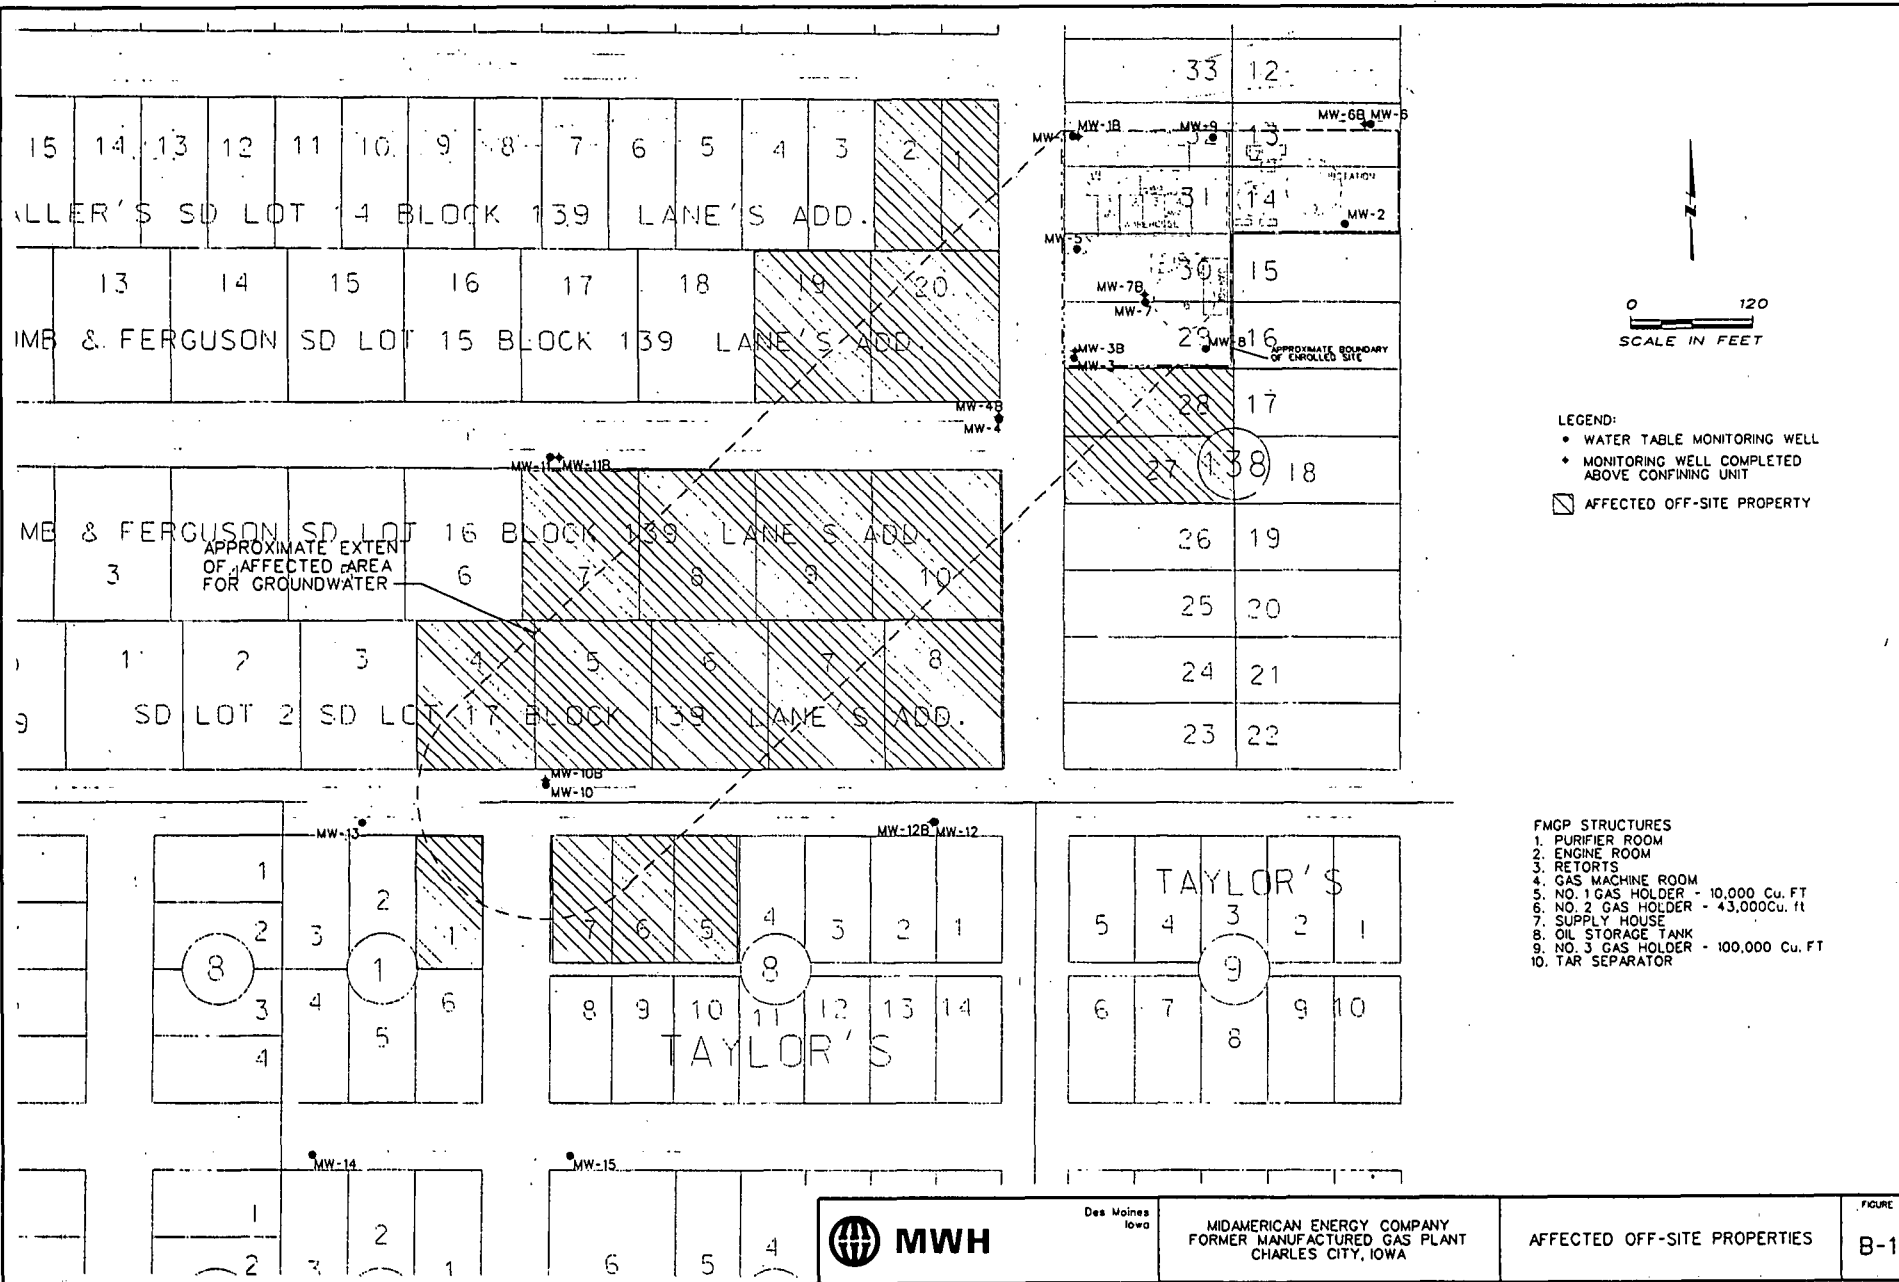 33 12
15 14 13 12 11 10 9 8 7 6 5 4 3 2 1
MW-1B
MW-9
MW-6B MW-6
32 13
31 14
MW-2
LLER'S SD LOT 14 BLOCK 139 LANE'S ADD.
MW-5
30 15
13 14 15 16 17 18 19 20
MW-7B
MW-7
IMB & FERGUSON SD LOT 15 BLOCK 139 LANE'S ADD.
29 16
MW-8
MW-3B
MW-3
APPROXIMATE BOUNDARY
OF ENROLLED SITE
N
0 120
SCALE IN FEET
28 17
MW-4B
MW-4
LEGEND:
WATER TABLE MONITORING WELL
MONITORING WELL COMPLETED
ABOVE CONFINING UNIT
AFFECTED OFF-SITE PROPERTY
MW-11 MW-11B
27 138 18
MB & FERGUSON SD LOT 16 BLOCK 139 LANE'S ADD.
APPROXIMATE EXTENT
OF AFFECTED AREA
FOR GROUNDWATER
3 6 7 8 9 10
26 19
25 20
24 21
23 22
1 2 3 4 5 6 7 8
9
SD LOT 2 SD LOT 17 BLOCK 139 LANE'S ADD.
MW-10B
MW-10
MW-13
MW-12B MW-12
FMGP STRUCTURES
1. PURIFIER ROOM
2. ENGINE ROOM
3. RETORTS
4. GAS MACHINE ROOM
5. NO. 1 GAS HOLDER - 10,000 Cu. FT
6. NO. 2 GAS HOLDER - 43,000Cu. ft
7. SUPPLY HOUSE
8. OIL STORAGE TANK
9. NO. 3 GAS HOLDER - 100,000 Cu. FT
10. TAR SEPARATOR
1
2
3
4
8
3 2 1
1
4 5 6
7 6 5 4 3 2 1
8
8 9 10 11 12 13 14
TAYLOR'S
TAYLOR'S
5 4 3 2 1
9
6 7 8 9 10
MW-14
MW-15
1
2 3 2 1
6 5 4
MWH
Des Moines
Iowa
MIDAMERICAN ENERGY COMPANY
FORMER MANUFACTURED GAS PLANT
CHARLES CITY, IOWA
AFFECTED OFF-SITE PROPERTIES
FIGURE
B-1